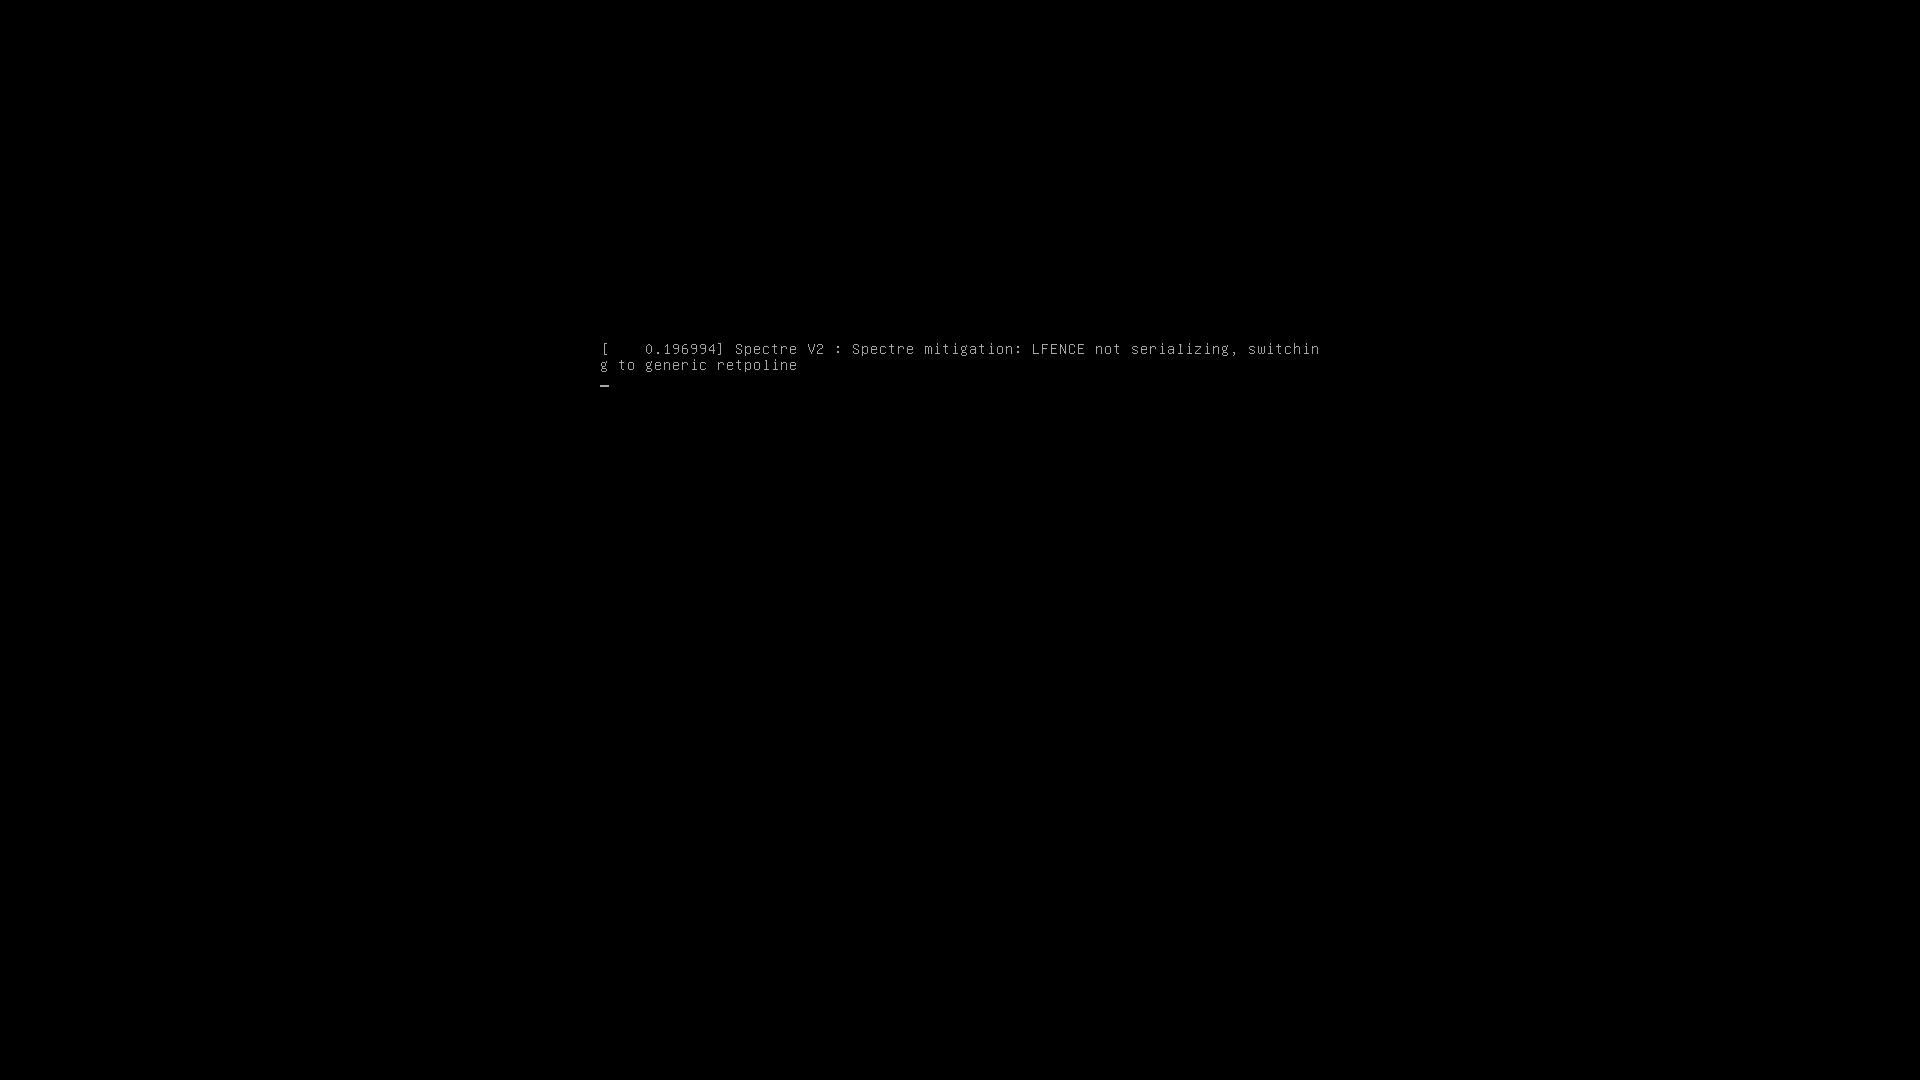 [    0.196994] Spectre V2 : Spectre mitigation: LFENCE not serializing, switchin
g to generic retpoline
_